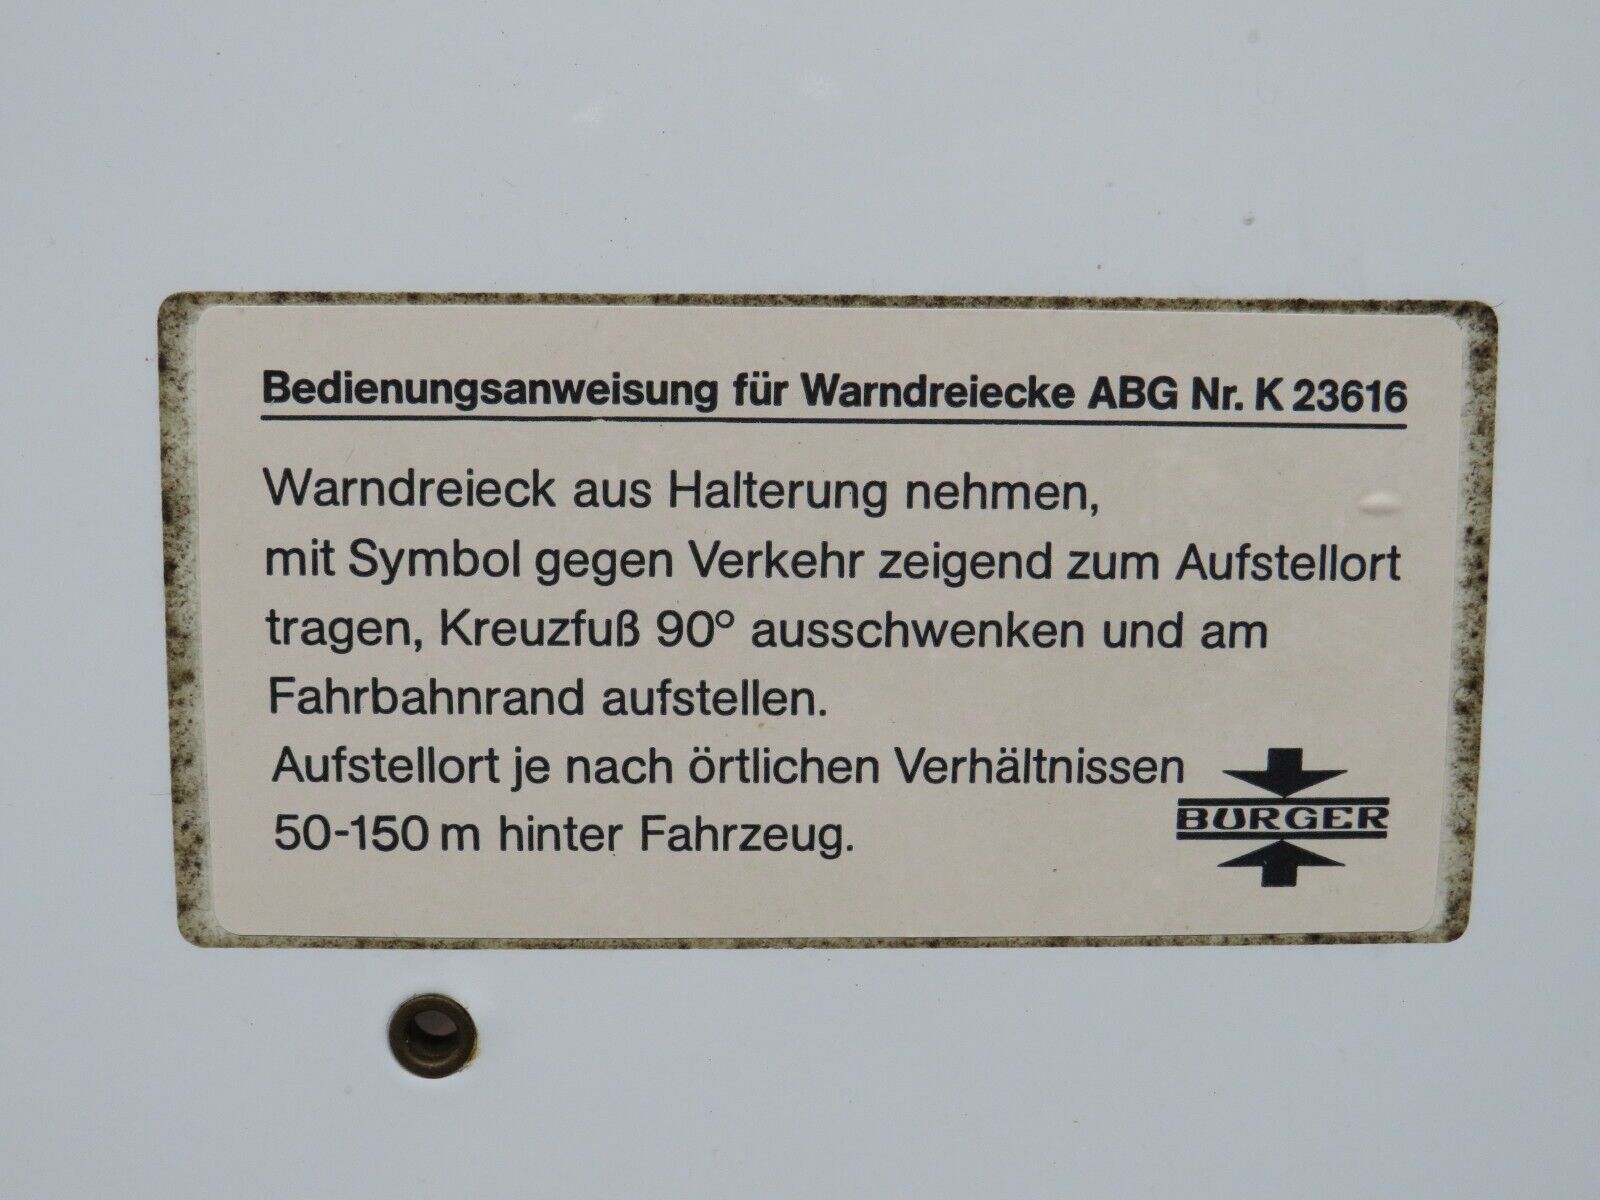 Bedienungsanweisung für Warndreiecke ABG Nr. K 23616
Warndreieck aus Halterung nehmen,
mit Symbol gegen Verkehr zeigend zum Aufstellort
tragen, Kreuzfuß 90° ausschwenken und am
Fahrbahnrand aufstellen.
Aufstellort je nach örtlichen Verhältnissen
50-150 m hinter Fahrzeug.
BURGER